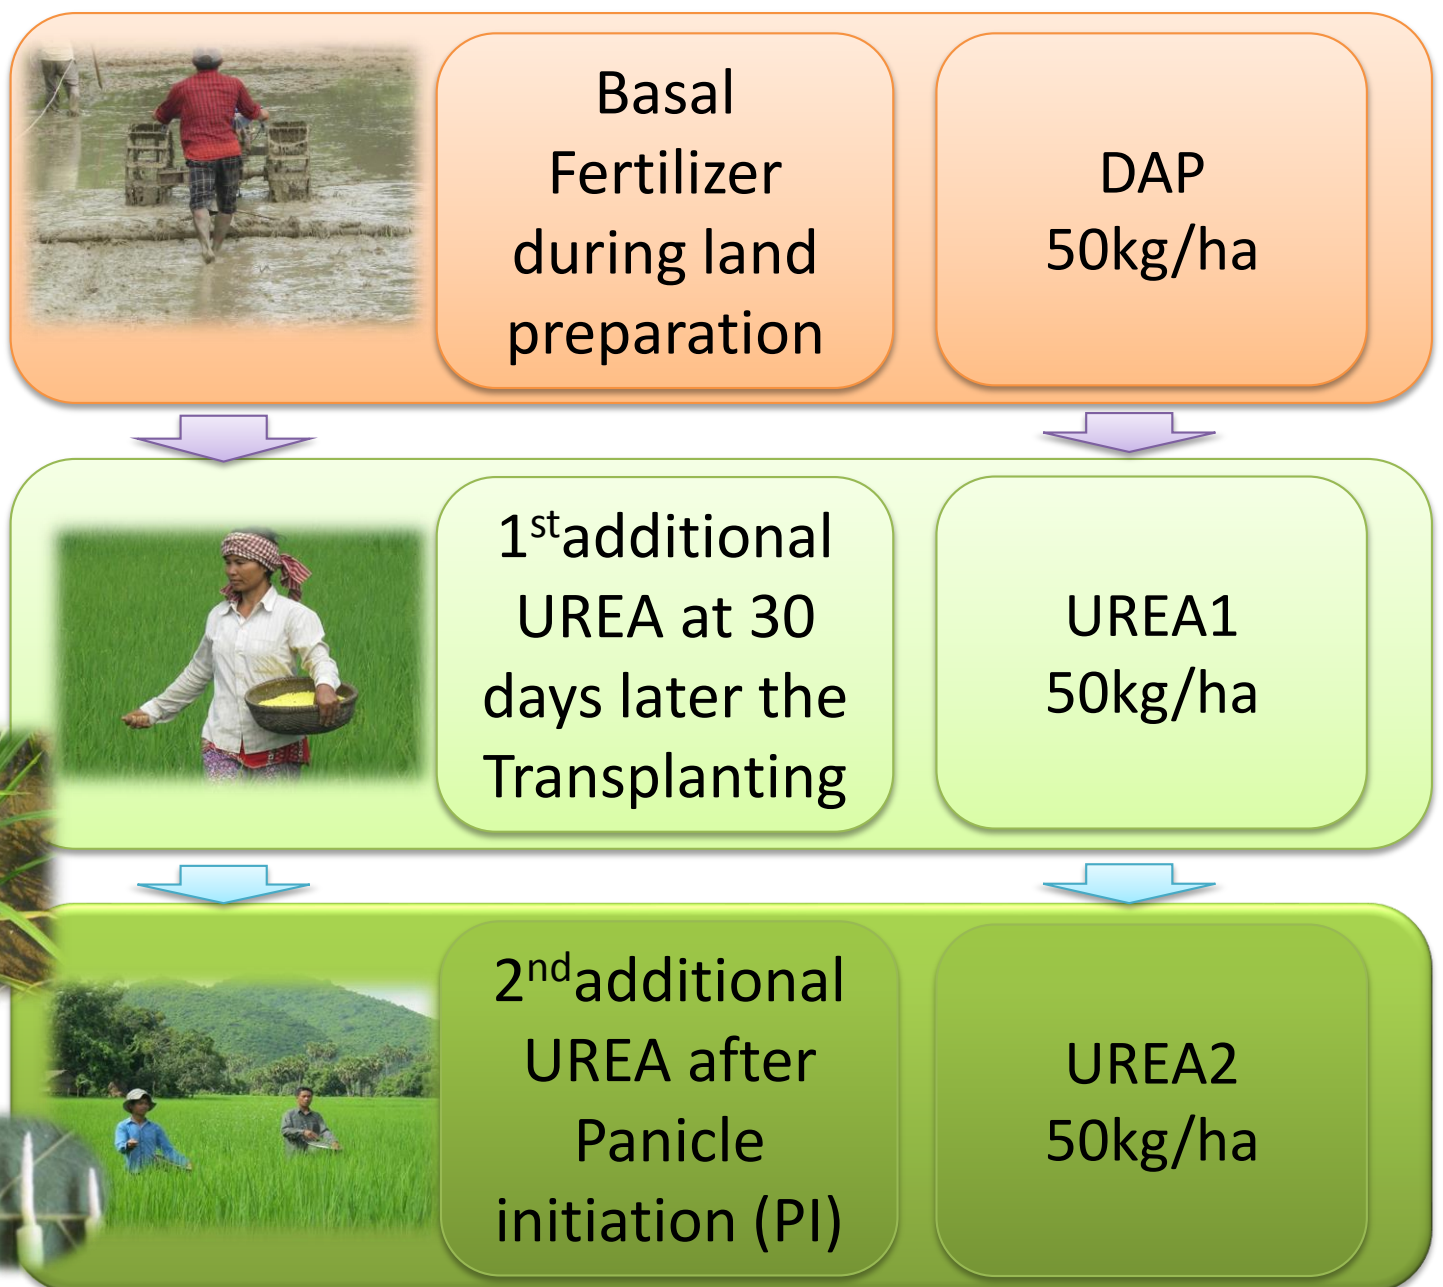 Basal
Fertilizer
during land
preparation
DAP
50kg/ha
1stadditional
UREA at 30
days later the
Transplanting
UREA1
50kg/ha
2ndadditional
UREA after
Panicle
initiation (PI)
UREA2
50kg/ha